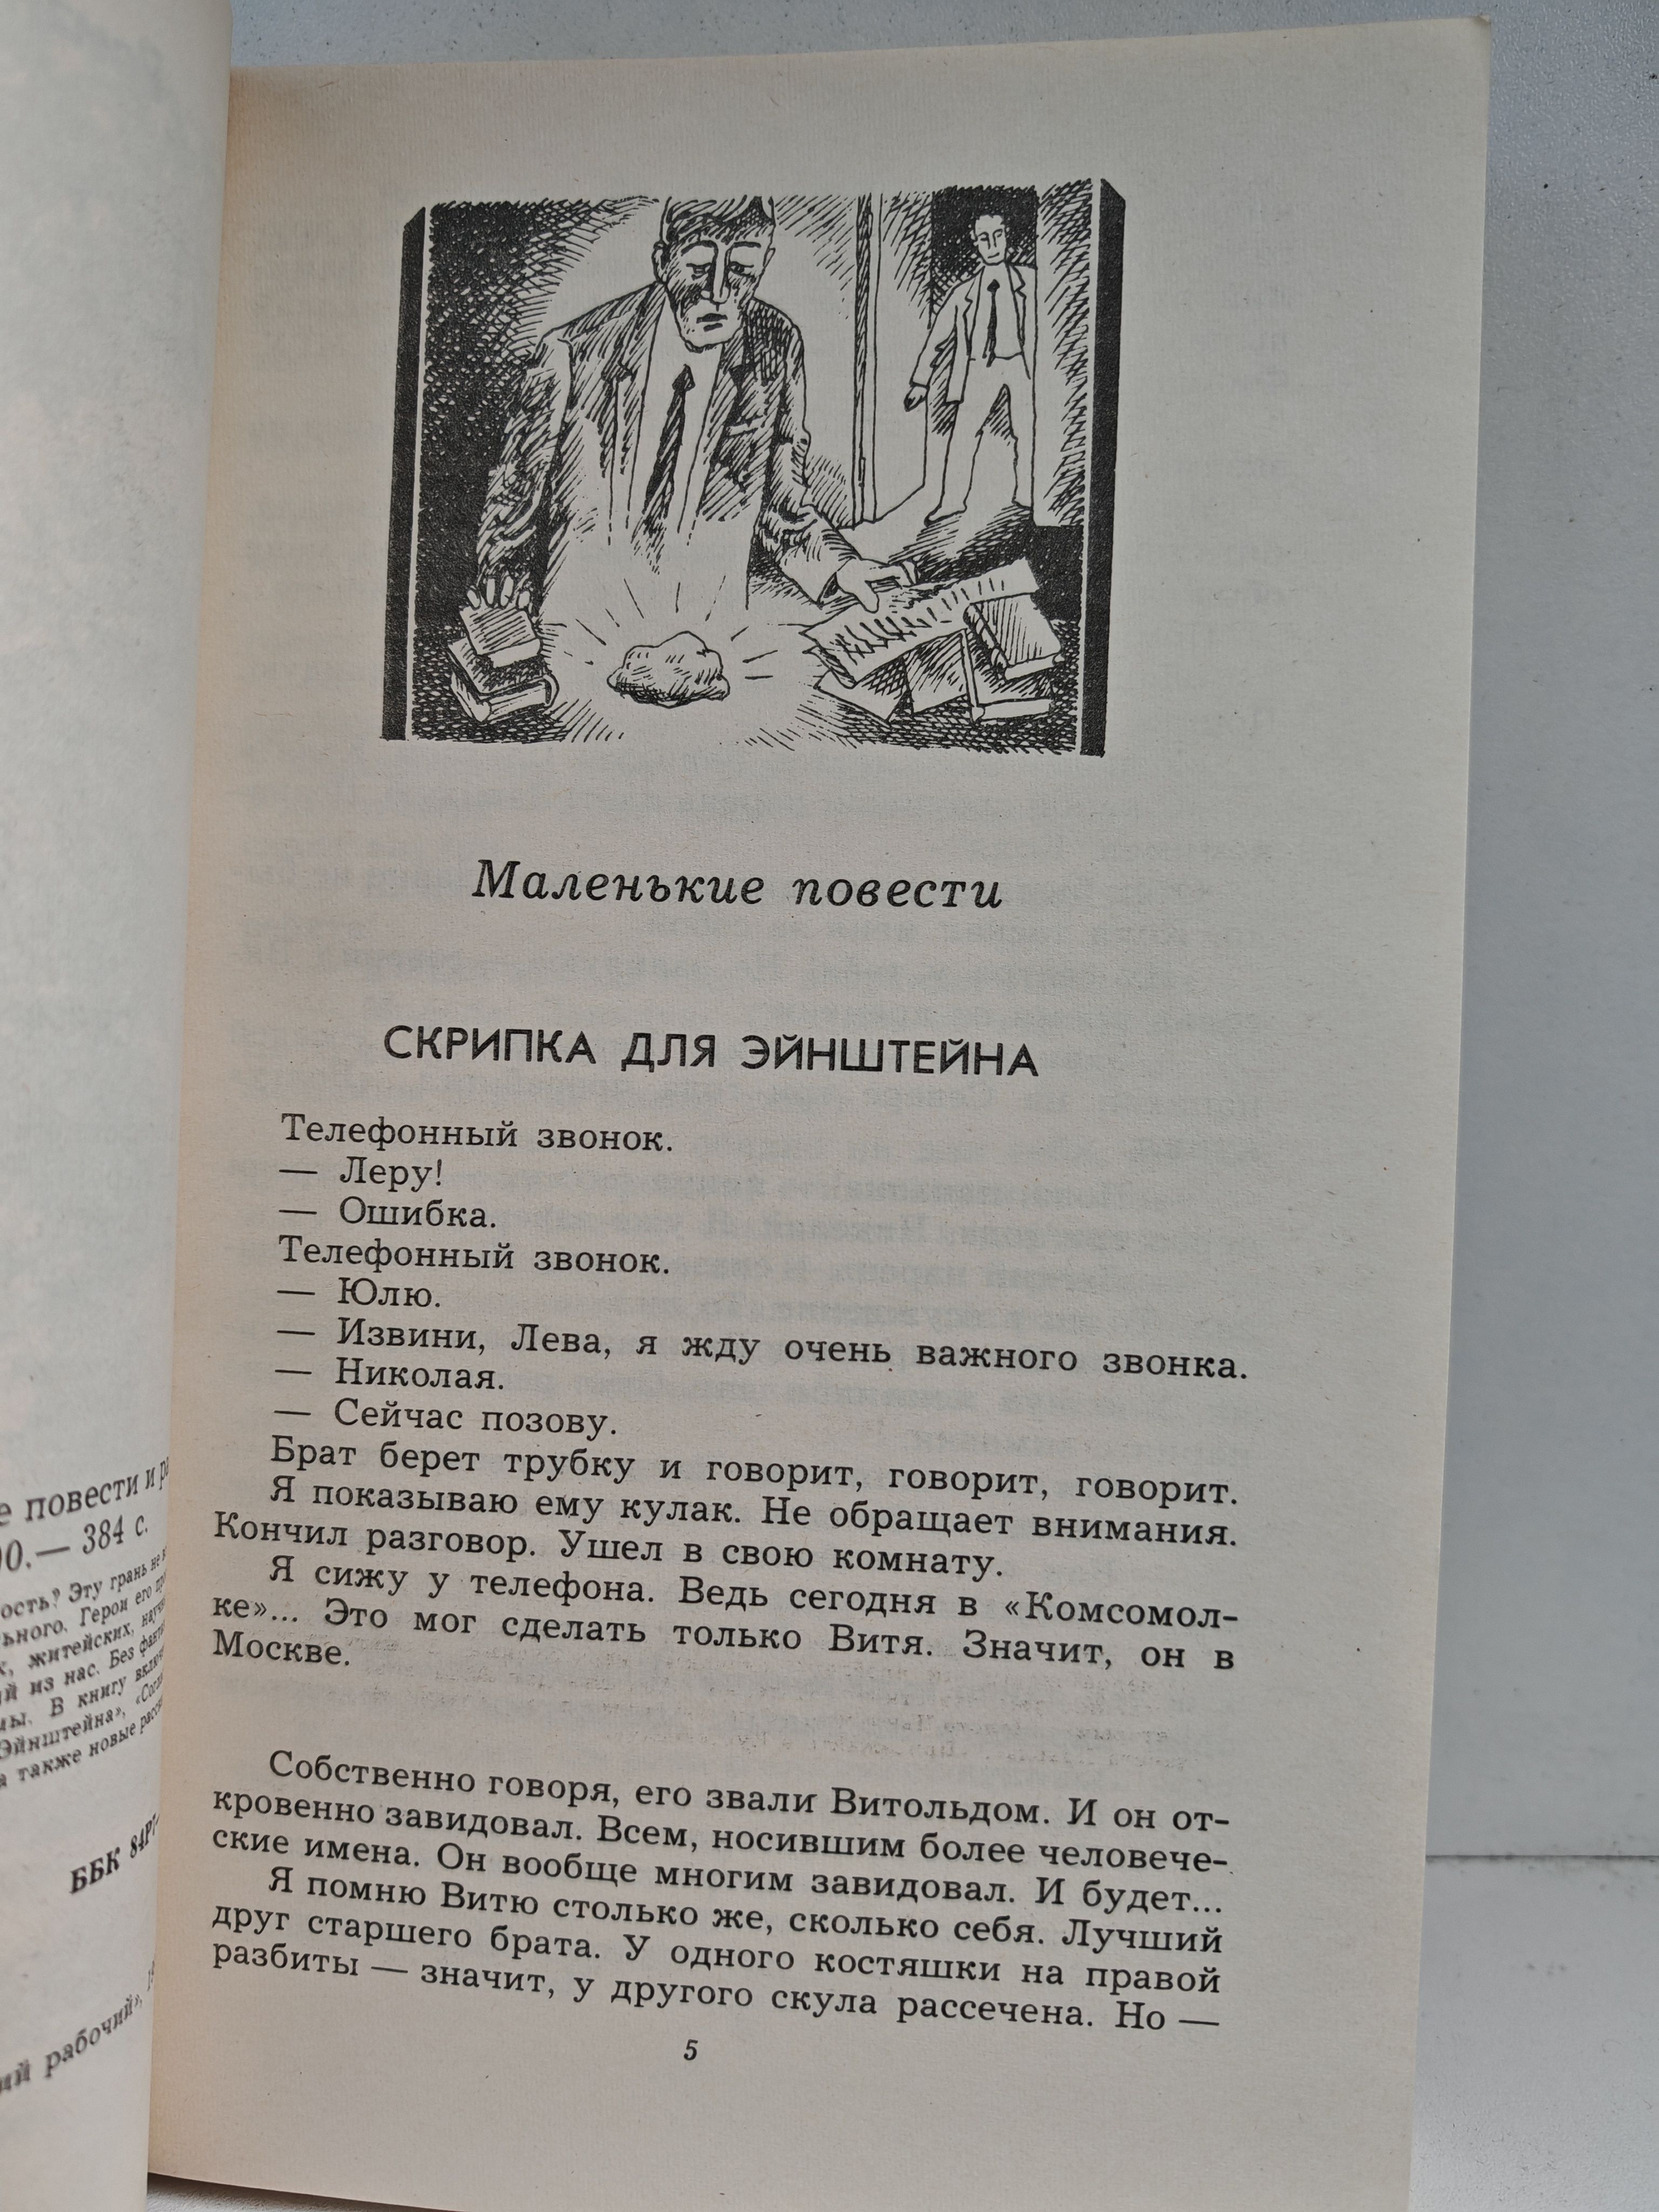 е повести и
00.— 384 с.
ость? Эту грань не
ьного. Герои его
, житейских,
й из нас. Без
мы. В книгу
Эйнштейна»,
а также новые
ББК 84Р7
ий рабочий»,
Маленькие повести
СКРИПКА ДЛЯ ЭЙНШТЕЙНА
Телефонный звонок.
— Леру!
— Ошибка.
Телефонный звонок.
— Юлю.
— Извини, Лева, я жду очень важного звонка.
— Николая.
— Сейчас позову.
Брат берет трубку и говорит, говорит, говорит.
Я показываю ему кулак. Не обращает внимания.
Кончил разговор. Ушел в свою комнату.
Я сижу у телефона. Ведь сегодня в «Комсомол-
ке»... Это мог сделать только Витя. Значит, он в
Москве.
Собственно говоря, его звали Витольдом. И он от-
кровенно завидовал. Всем, носившим более человече-
ские имена. Он вообще многим завидовал. И будет...
Я помню Витю столько же, сколько себя. Лучший
друг старшего брата. У одного костяшки на правой
разбиты — значит, у другого скула рассечена. Но —
5